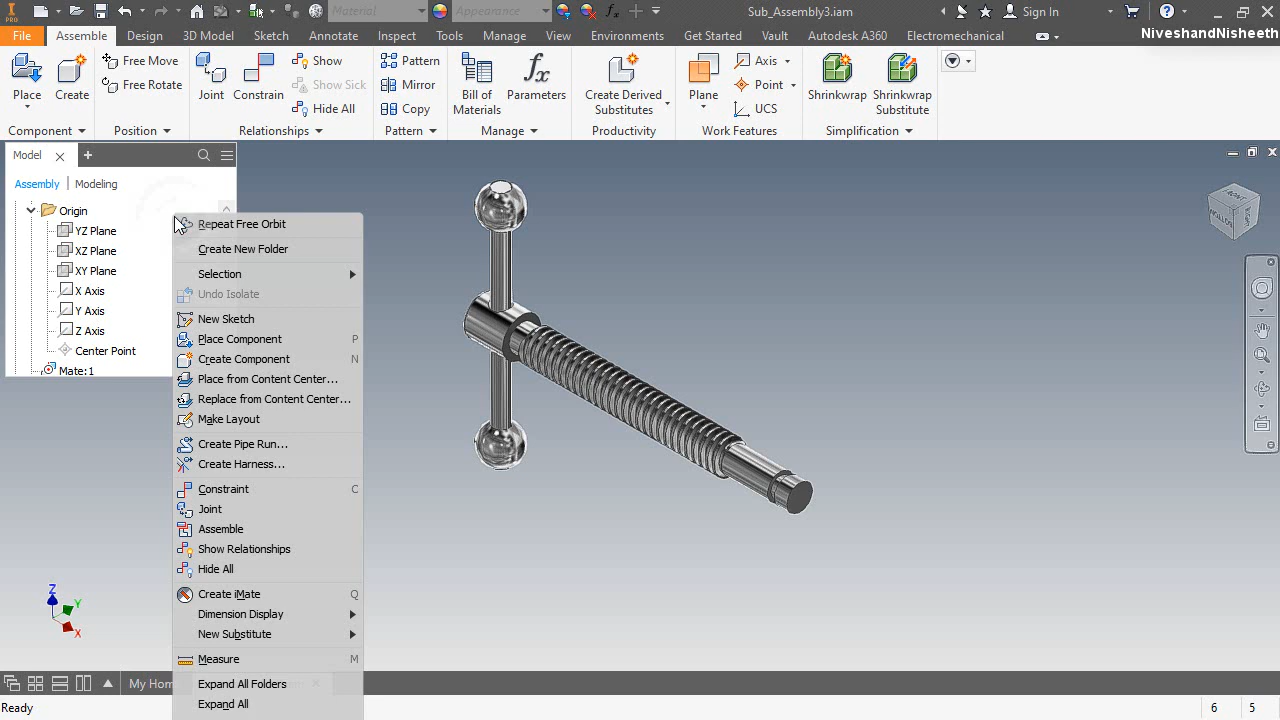 PRO
Material
Appearance
Sub_Assembly3.iam
Sign In
File
Assemble
Design
3D Model
Sketch
Annotate
Inspect
Tools
Manage
View
Environments
Get Started
Vault
Autodesk A360
Electromechanical
NiveshandNisheeth
Place
Create
Free Move
Free Rotate
Joint
Constrain
Show
Show Sick
Hide All
Pattern
Mirror
Copy
Bill of
Materials
Parameters
Create Derived
Substitutes
Plane
Axis
Point
UCS
Shrinkwrap
Shrinkwrap
Substitute
Component
Position
Relationships
Pattern
Manage
Productivity
Work Features
Simplification
Model
Assembly
Modeling
Origin
YZ Plane
XZ Plane
XY Plane
X Axis
Y Axis
Z Axis
Center Point
Mate:1
Repeat Free Orbit
Create New Folder
Selection
Undo Isolate
New Sketch
Place Component P
Create Component N
Place from Content Center...
Replace from Content Center...
Make Layout
Create Pipe Run...
Create Harness...
Constraint C
Joint
Assemble
Show Relationships
Hide All
Create iMate Q
Dimension Display
New Substitute
Measure M
Expand All Folders
Expand All
FRONT
Z
Y
X
My Hom
Ready
6 5